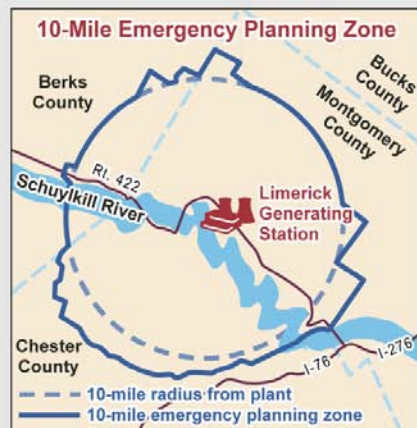 10-Mile Emergency Planning Zone
Berks
County
Bucks
County
Montgomery
County
Rt. 422
Schuylkill River
Limerick
Generating
Station
Chester
County
I-76
I-276
10-mile radius from plant
10-mile emergency planning zone